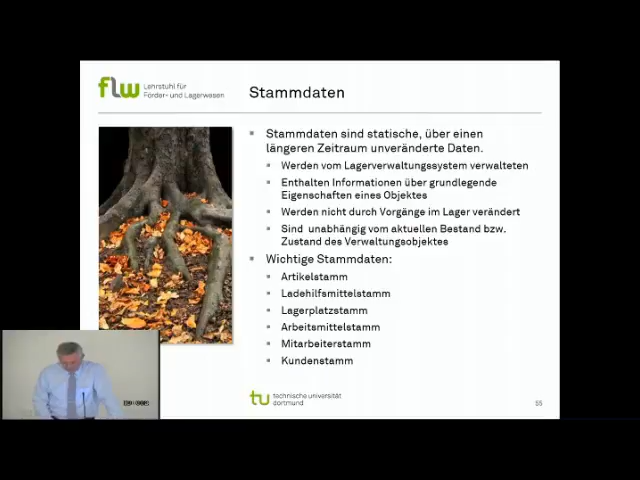 flw Lehrstuhl für
Förder- und Lagerwesen
Stammdaten
Stammdaten sind statische, über einen
längeren Zeitraum unveränderte Daten.
Werden vom Lagerverwaltungssystem verwalteten
Enthalten Informationen über grundlegende
Eigenschaften eines Objektes
Werden nicht durch Vorgänge im Lager verändert
Sind unabhängig vom aktuellen Bestand bzw.
Zustand des Verwaltungsobjektes
Wichtige Stammdaten:
Artikelstamm
Ladehilfsmittelstamm
Lagerplatzstamm
Arbeitsmittelstamm
Mitarbeiterstamm
Kundenstamm
tu technische universität
dortmund
55